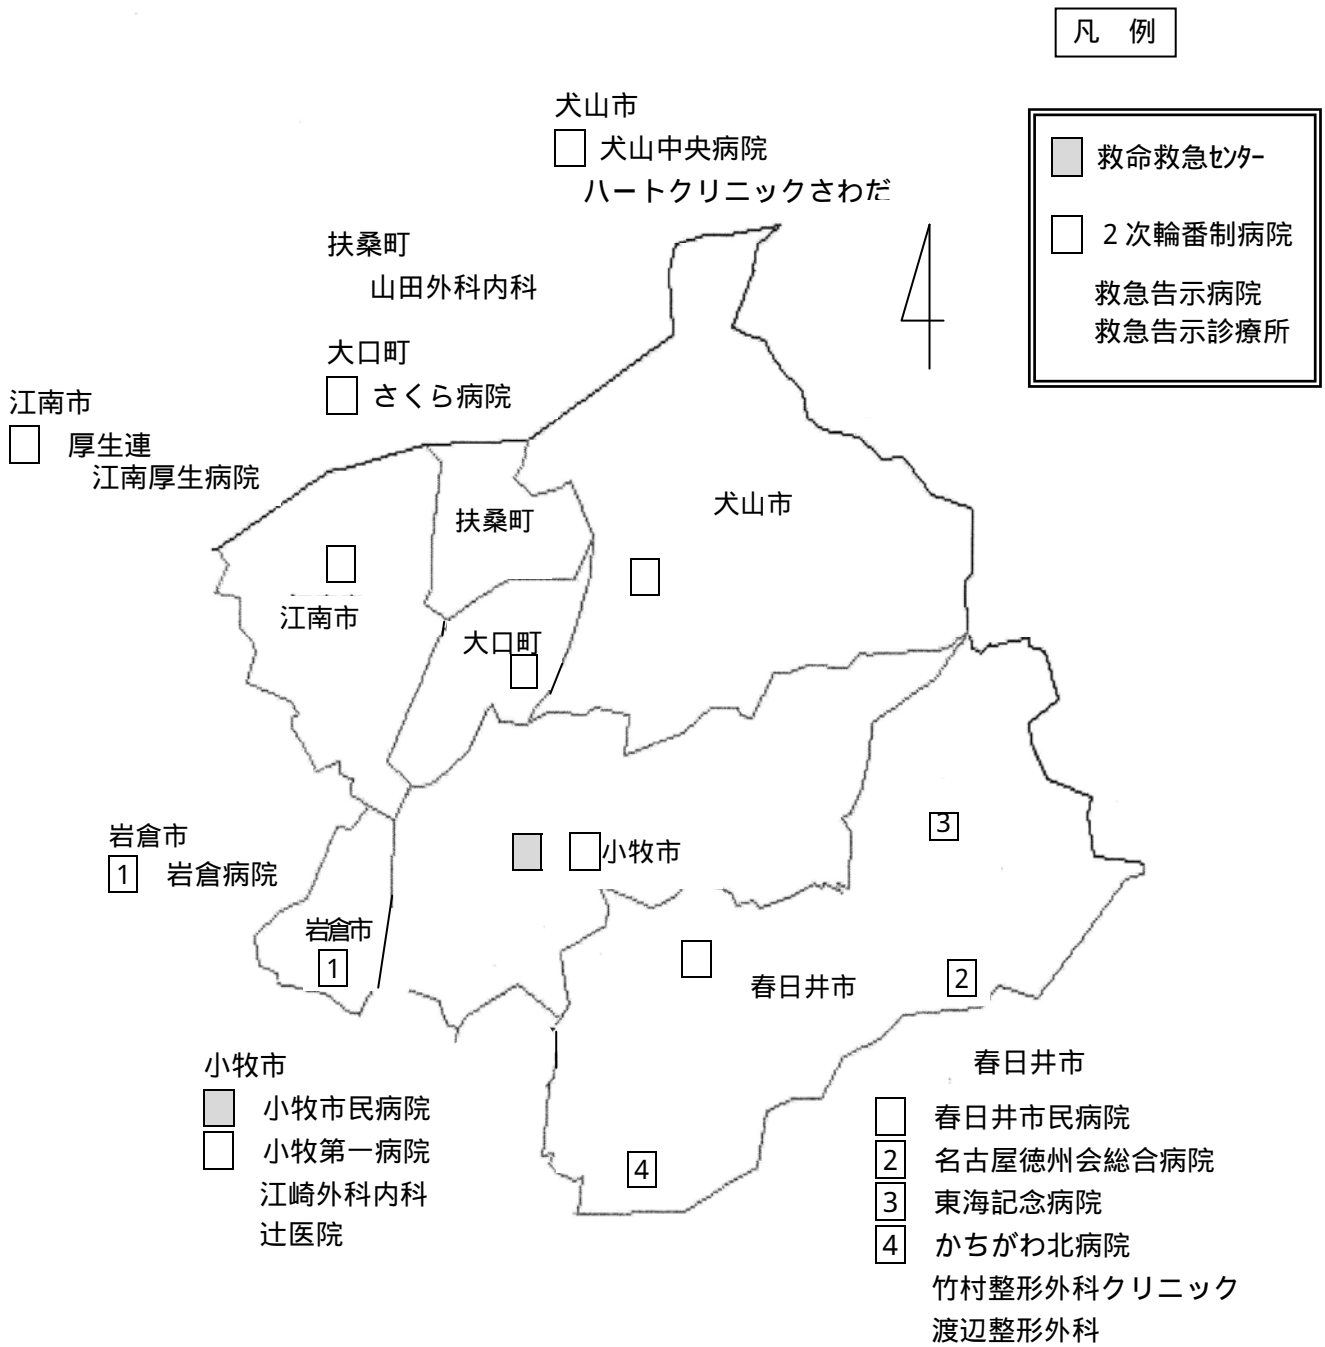 凡 例
救命救急ｾﾝﾀｰ
2次輪番制病院
救急告示病院
救急告示診療所
犬山市
犬山中央病院
ハートクリニックさわだ
扶桑町
山田外科内科
大口町
さくら病院
江南市
厚生連
江南厚生病院
犬山市
扶桑町
江南市
大口町
3
岩倉市
1 岩倉病院
小牧市
岩倉市
1
2
春日井市
4
小牧市
小牧市民病院
小牧第一病院
江崎外科内科
辻医院
春日井市
春日井市民病院
2 名古屋徳州会総合病院
3 東海記念病院
4 かちがわ北病院
竹村整形外科クリニック
渡辺整形外科